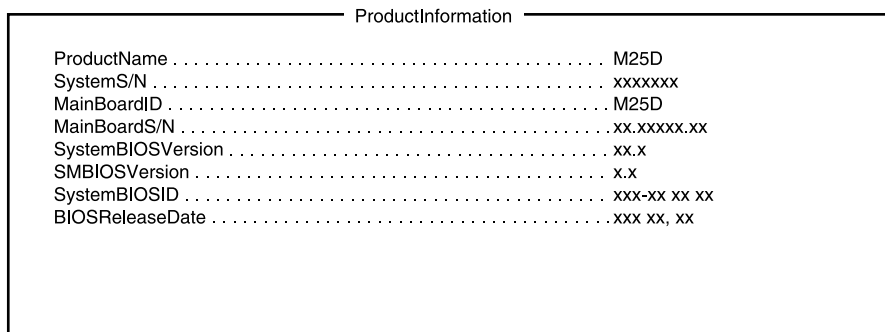 ProductInformation
ProductName . . . . . . . . . . . . . . . . . . . . . . . . . . . . . . . . . . . . . . . . . . . M25D
SystemS/N . . . . . . . . . . . . . . . . . . . . . . . . . . . . . . . . . . . . . . . . . . . . . xxxxxxx
MainBoardID . . . . . . . . . . . . . . . . . . . . . . . . . . . . . . . . . . . . . . . . . . . M25D
MainBoardS/N . . . . . . . . . . . . . . . . . . . . . . . . . . . . . . . . . . . . . . . . . . xx.xxxxx.xx
SystemBIOSVersion . . . . . . . . . . . . . . . . . . . . . . . . . . . . . . . . . . . . . xx.x
SMBIOSVersion . . . . . . . . . . . . . . . . . . . . . . . . . . . . . . . . . . . . . . . . . x.x
SystemBIOSID . . . . . . . . . . . . . . . . . . . . . . . . . . . . . . . . . . . . . . . . . . xxx-xx xx xx
BIOSReleaseDate . . . . . . . . . . . . . . . . . . . . . . . . . . . . . . . . . . . . . . . xxx xx, xx